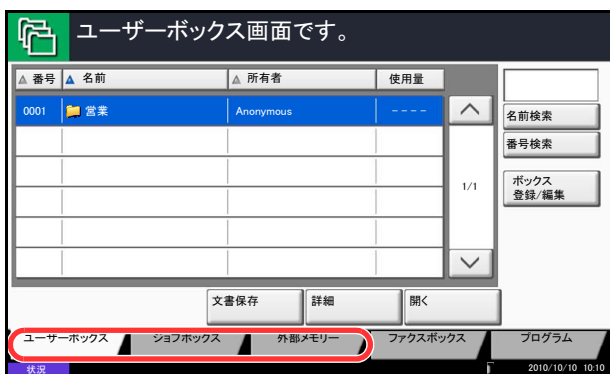 ユーザーボックス画面です。
番号 名前 所有者 使用量
0001 営業 Anonymous ----
名前検索
番号検索
1/1
ボックス
登録/編集
文書保存 詳細 開く
ユーザーボックス ジョブボックス 外部メモリー ファクスボックス プログラム
状況 2010/10/10 10:10